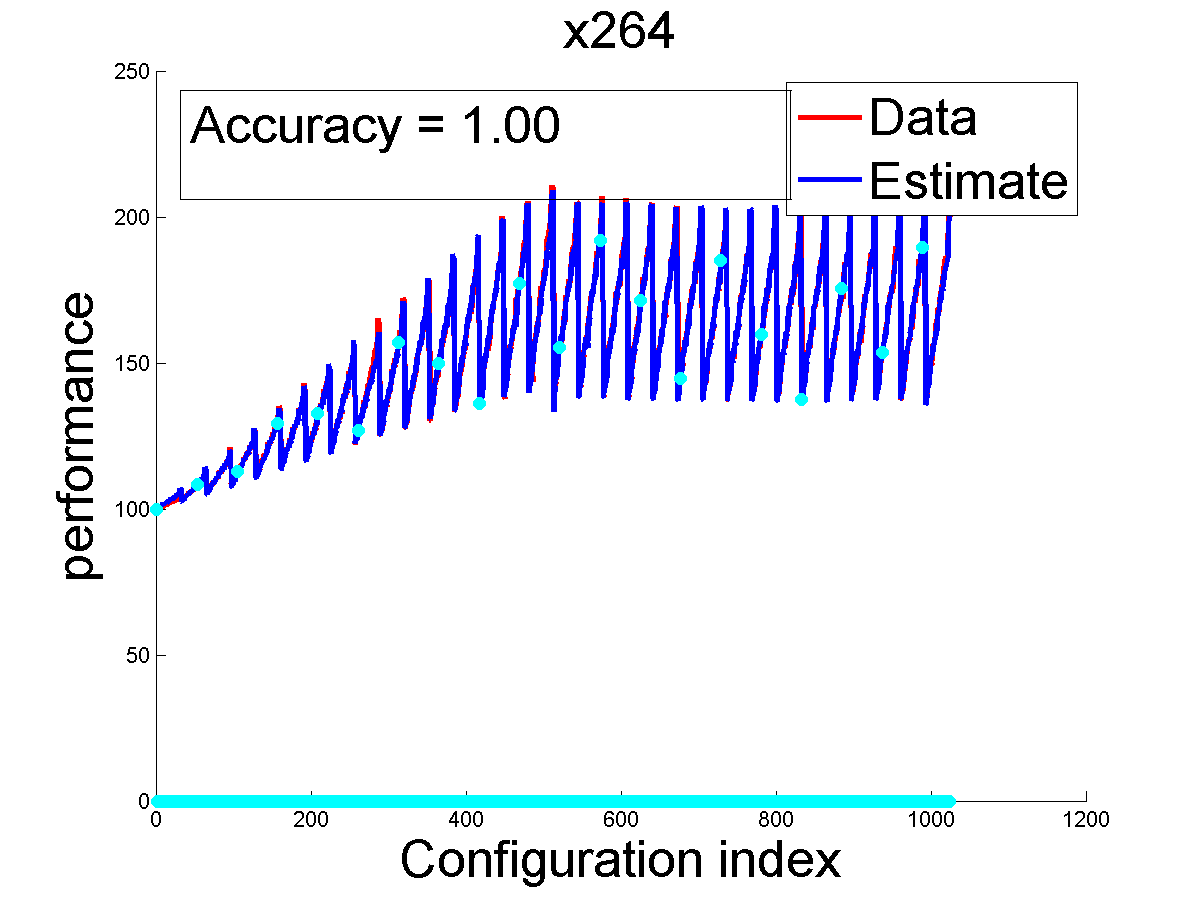 x264
250
200
150
100
50
0
Accuracy = 1.00
Data
Estimate
performance
0 200 400 600 800 1000 1200
Configuration index